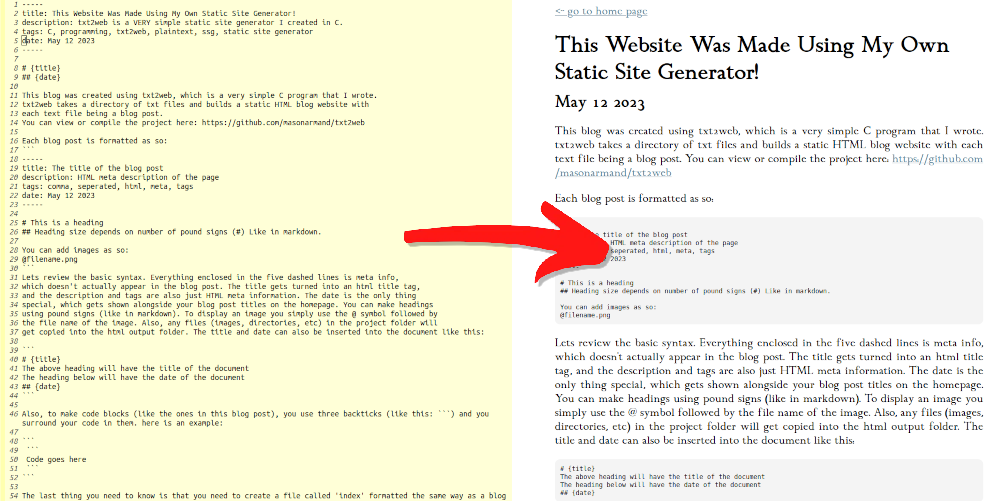 1 -----
2 title: This Website Was Made Using My Own Static Site Generator!
3 description: txt2web is a VERY simple static site generator I created in C.
4 tags: C, programming, txt2web, plaintext, ssg, static site generator
5 date: May 12 2023
6 -----
7
8 # {title}
9 ## {date}
10
11 This blog was created using txt2web, which is a very simple C program that I wrote.
12 txt2web takes a directory of txt files and builds a static HTML blog website with
13 each text file being a blog post.
14 You can view or compile the project here: https://github.com/masonarmand/txt2web
15
16 Each blog post is formatted as so:
17 ```
18 -----
19 title: The title of the blog post
20 description: HTML meta description of the page
21 tags: comma, seperated, html, meta, tags
22 date: May 12 2023
23 -----
24
25 # This is a heading
26 ## Heading size depends on number of pound signs (#) Like in markdown.
27
28 You can add images as so:
29 @filename.png
30 ```
31 Lets review the basic syntax. Everything enclosed in the five dashed lines is meta info,
32 which doesn't actually appear in the blog post. The title gets turned into an html title tag,
33 and the description and tags are also just HTML meta information. The date is the only thing
34 special, which gets shown alongside your blog post titles on the homepage. You can make headings
35 using pound signs (like in markdown). To display an image you simply use the @ symbol followed by
36 the file name of the image. Also, any files (images, directories, etc) in the project folder will
37 get copied into the html output folder. The title and date can also be inserted into the document like this:
38
39 ```
40 # {title}
41 The above heading will have the title of the document
42 The heading below will have the date of the document
43 ## {date}
44 ```
45
46 Also, to make code blocks (like the ones in this blog post), you use three backticks (like this: ```) and you
surround your code in them. here is an example:
47
48 ```
49 ```
50 Code goes here
51 ```
52 ```
53
54 The last thing you need to know is that you need to create a file called 'index' formatted the same way as a blog
<- go to home page
This Website Was Made Using My Own
Static Site Generator!
May 12 2023
This blog was created using txt2web, which is a very simple C program that I wrote.
txt2web takes a directory of txt files and builds a static HTML blog website with each
text file being a blog post. You can view or compile the project here: https://github.com
/masonarmand/txt2web
Each blog post is formatted as so:
title of the blog post
HTML meta description of the page
seperated, html, meta, tags
2023
# This is a heading
## Heading size depends on number of pound signs (#) Like in markdown.
You can add images as so:
@filename.png
Lets review the basic syntax. Everything enclosed in the five dashed lines is meta info,
which doesn't actually appear in the blog post. The title gets turned into an html title
tag, and the description and tags are also just HTML meta information. The date is the
only thing special, which gets shown alongside your blog post titles on the homepage.
You can make headings using pound signs (like in markdown). To display an image you
simply use the @ symbol followed by the file name of the image. Also, any files (images,
directories, etc) in the project folder will get copied into the html output folder. The
title and date can also be inserted into the document like this:
# {title}
The above heading will have the title of the document
The heading below will have the date of the document
## {date}